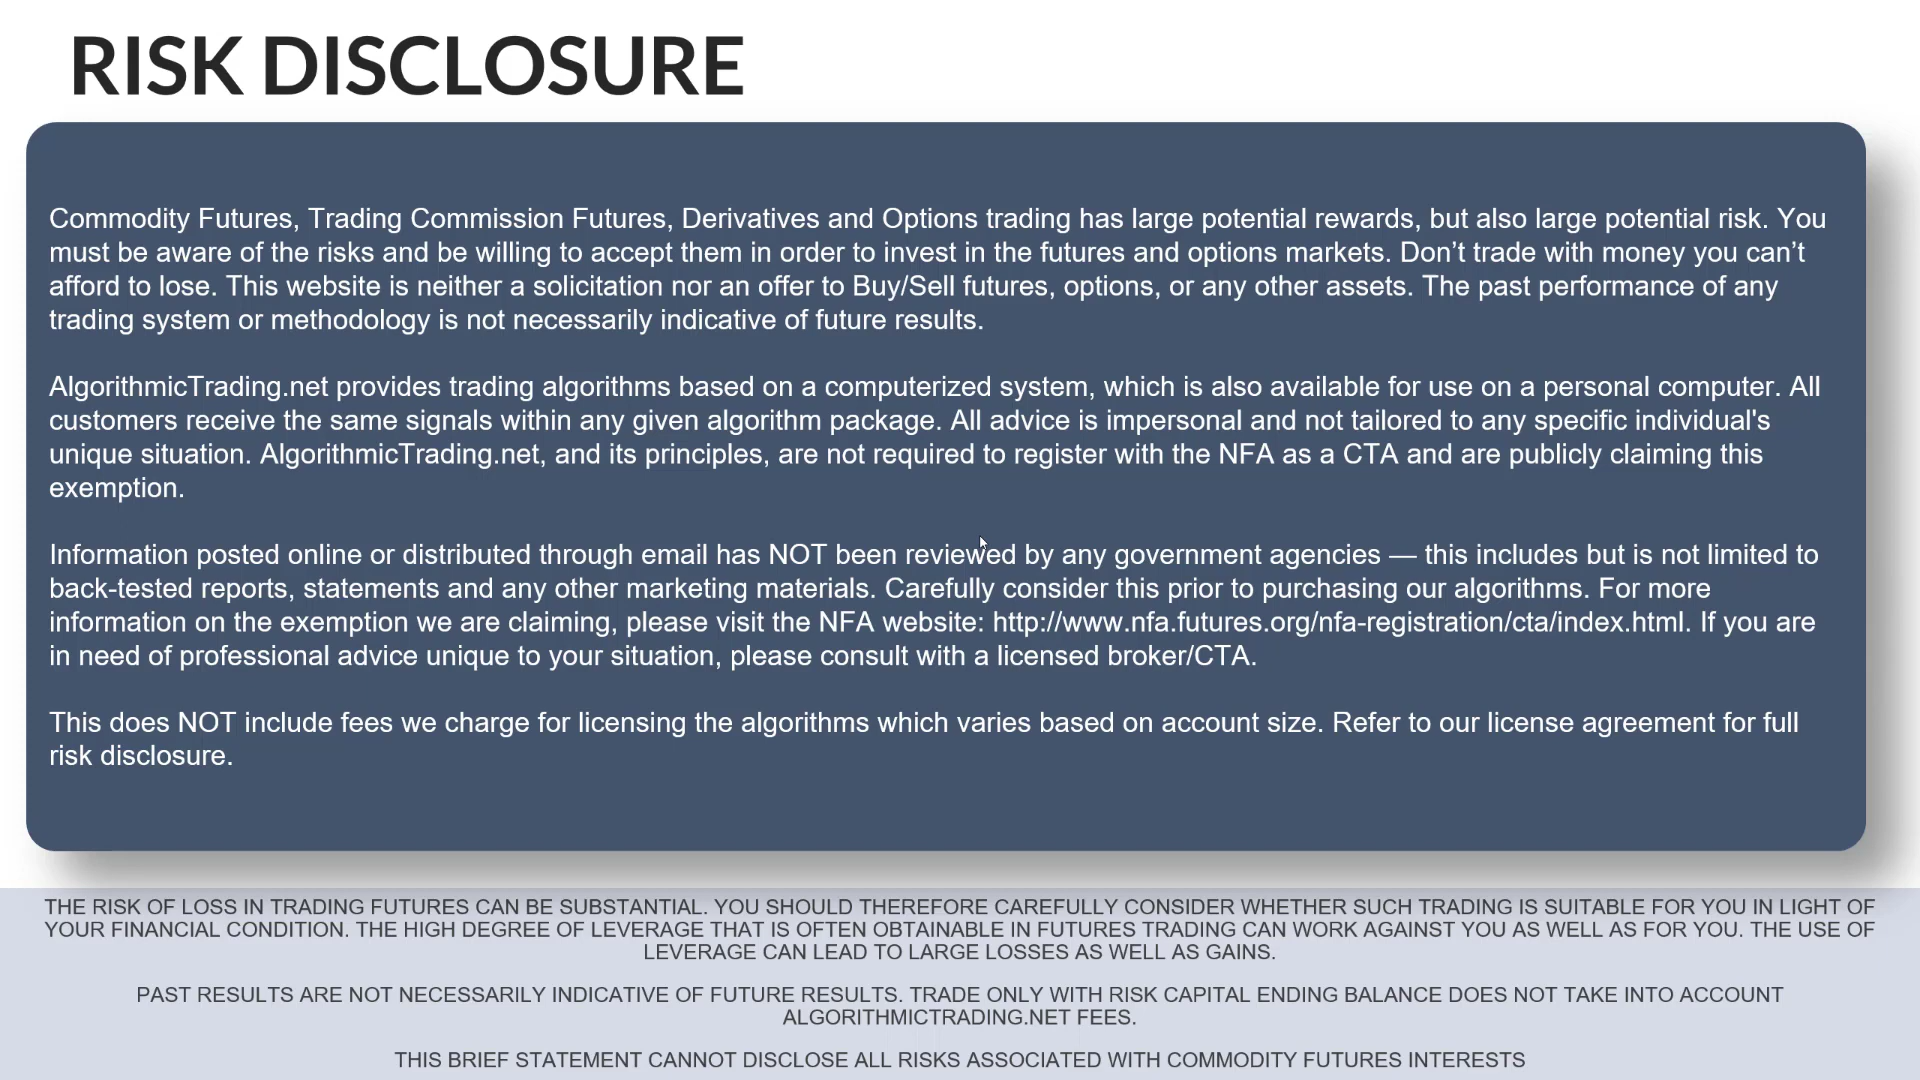 RISK DISCLOSURE
Commodity Futures, Trading Commission Futures, Derivatives and Options trading has large potential rewards, but also large potential risk. You
must be aware of the risks and be willing to accept them in order to invest in the futures and options markets. Don’t trade with money you can’t
afford to lose. This website is neither a solicitation nor an offer to Buy/Sell futures, options, or any other assets. The past performance of any
trading system or methodology is not necessarily indicative of future results.
AlgorithmicTrading.net provides trading algorithms based on a computerized system, which is also available for use on a personal computer. All
customers receive the same signals within any given algorithm package. All advice is impersonal and not tailored to any specific individual's
unique situation. AlgorithmicTrading.net, and its principles, are not required to register with the NFA as a CTA and are publicly claiming this
exemption.
Information posted online or distributed through email has NOT been reviewed by any government agencies — this includes but is not limited to
back-tested reports, statements and any other marketing materials. Carefully consider this prior to purchasing our algorithms. For more
information on the exemption we are claiming, please visit the NFA website: http://www.nfa.futures.org/nfa-registration/cta/index.html. If you are
in need of professional advice unique to your situation, please consult with a licensed broker/CTA.
This does NOT include fees we charge for licensing the algorithms which varies based on account size. Refer to our license agreement for full
risk disclosure.
THE RISK OF LOSS IN TRADING FUTURES CAN BE SUBSTANTIAL. YOU SHOULD THEREFORE CAREFULLY CONSIDER WHETHER SUCH TRADING IS SUITABLE FOR YOU IN LIGHT OF
YOUR FINANCIAL CONDITION. THE HIGH DEGREE OF LEVERAGE THAT IS OFTEN OBTAINABLE IN FUTURES TRADING CAN WORK AGAINST YOU AS WELL AS FOR YOU. THE USE OF
LEVERAGE CAN LEAD TO LARGE LOSSES AS WELL AS GAINS.
PAST RESULTS ARE NOT NECESSARILY INDICATIVE OF FUTURE RESULTS. TRADE ONLY WITH RISK CAPITAL ENDING BALANCE DOES NOT TAKE INTO ACCOUNT
ALGORITHMICTRADING.NET FEES.
THIS BRIEF STATEMENT CANNOT DISCLOSE ALL RISKS ASSOCIATED WITH COMMODITY FUTURES INTERESTS